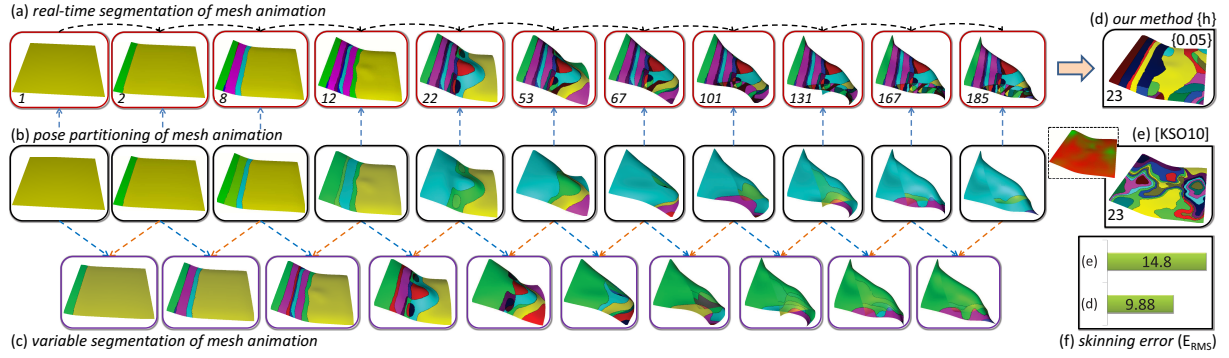 (a) real-time segmentation of mesh animation
(d) our method {h}
{0.05}
1
2
8
12
22
53
67
101
131
167
185
23
(b) pose partitioning of mesh animation
(e) [KSO10]
23
(e) 14.8
(d) 9.88
(c) variable segmentation of mesh animation
(f) skinning error (E_RMS)